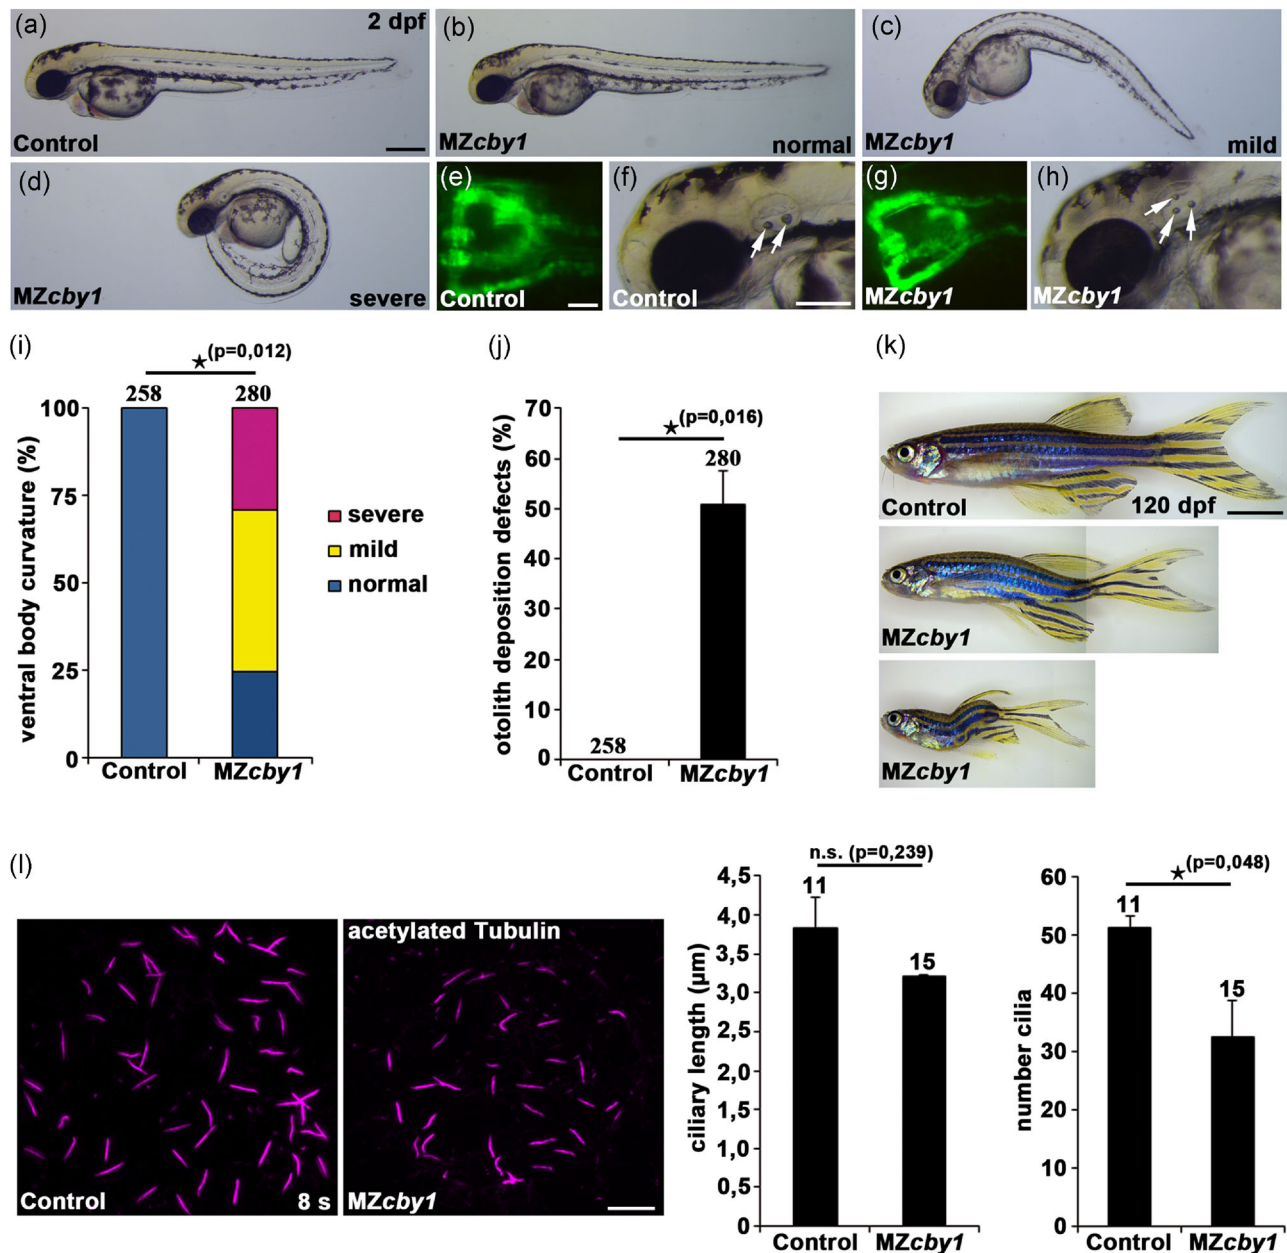 (a)
2 dpf
Control
(b)
MZcby1
normal
(c)
MZcby1
mild
(d)
MZcby1
severe
(e)
Control
(f)
Control
(g)
MZcby1
(h)
MZcby1
(i)
★(p=0,012)
258
280
100
75
50
25
0
ventral body curvature (%)
Control
MZcby1
severe
mild
normal
(j)
★(p=0,016)
280
258
70
60
50
40
30
20
10
0
otolith deposition defects (%)
Control
MZcby1
(k)
Control
120 dpf
MZcby1
MZcby1
(l)
Control
8 s
acetylated Tubulin
MZcby1
n.s. (p=0,239)
11
15
4,5
4,0
3,5
3,0
2,5
2,0
1,5
1,0
0,5
0
ciliary length (µm)
Control
MZcby1
★(p=0,048)
11
15
60
50
40
30
20
10
0
number cilia
Control
MZcby1